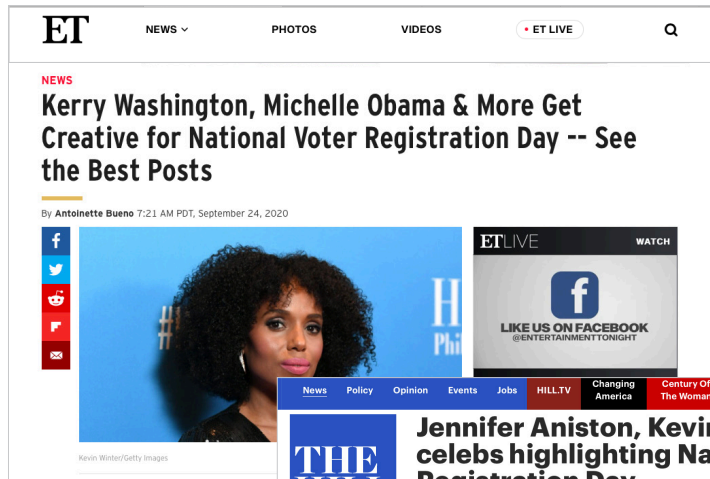 ET
NEWS
PHOTOS
VIDEOS
ET LIVE
NEWS
Kerry Washington, Michelle Obama & More Get
Creative for National Voter Registration Day -- See
the Best Posts
By Antoinette Bueno 7:21 AM PDT, September 24, 2020
ETLIVE
WATCH
f
LIKE US ON FACEBOOK
@ENTERTAINMENTTONIGHT
#
H
Phil
Kevin Winter/Getty Images
News
Policy
Opinion
Events
Jobs
HILL.TV
Changing
America
Century Of
The Woman
THE
Jennifer Aniston, Kevin
celebs highlighting Na
Registration Day